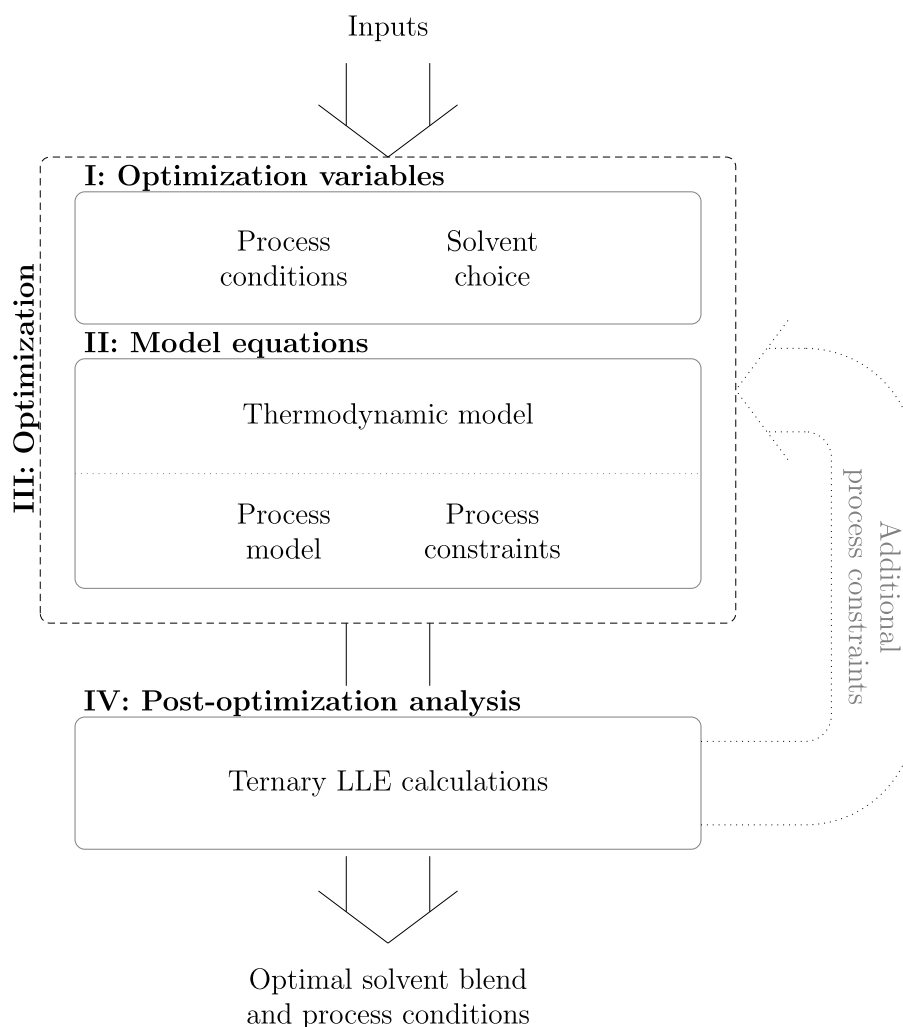 Inputs
I: Optimization variables
Process
conditions
Solvent
choice
III: Optimization
II: Model equations
Thermodynamic model
Process
model
Process
constraints
Additional
process constraints
IV: Post-optimization analysis
Ternary LLE calculations
Optimal solvent blend
and process conditions